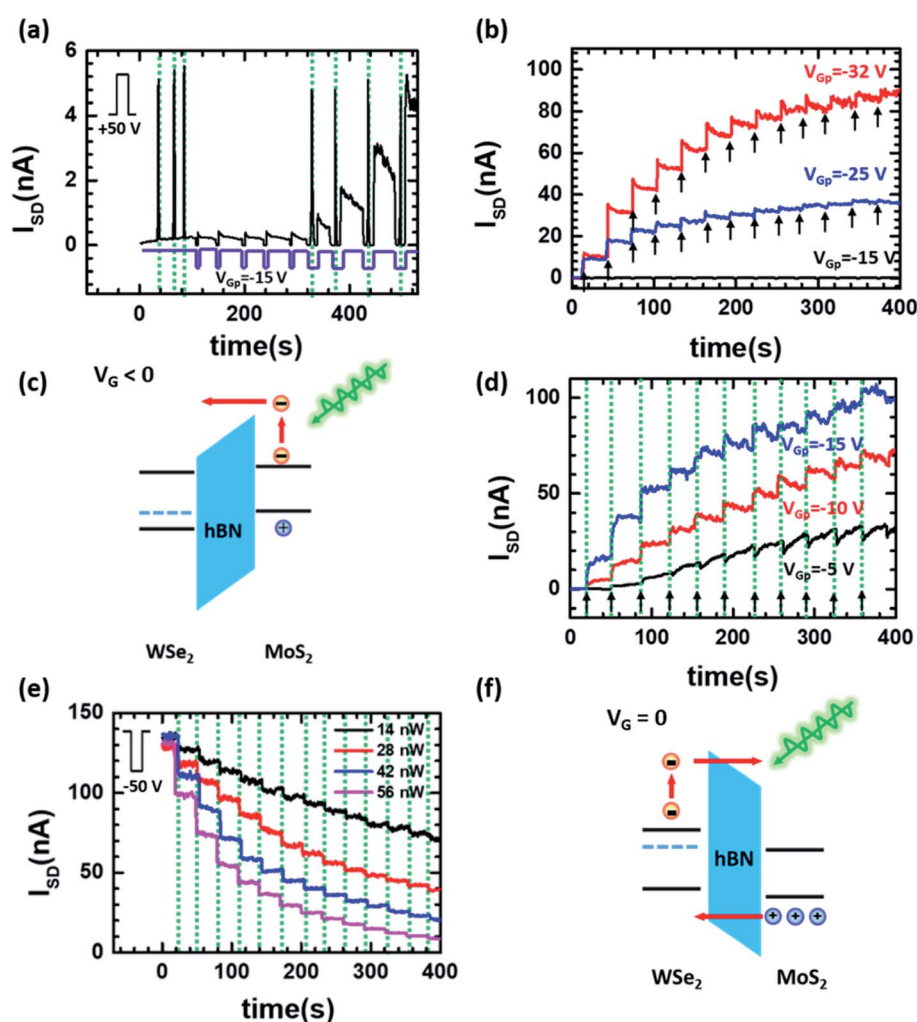 (a)
6
4
2
0
I_SD(nA)
+50 V
V_Gp=-15 V
0 200 400
time(s)
(b)
100
80
60
40
20
0
I_SD(nA)
V_Gp=-32 V
V_Gp=-25 V
V_Gp=-15 V
0 100 200 300 400
time(s)
(c)
V_G < 0
hBN
WSe₂ MoS₂
(d)
100
50
0
I_SD(nA)
V_Gp=-15 V
V_Gp=-10 V
V_Gp=-5 V
0 100 200 300 400
time(s)
(e)
150
100
50
0
I_SD(nA)
-50 V
14 nW
28 nW
42 nW
56 nW
0 100 200 300 400
time(s)
(f)
V_G = 0
hBN
WSe₂ MoS₂